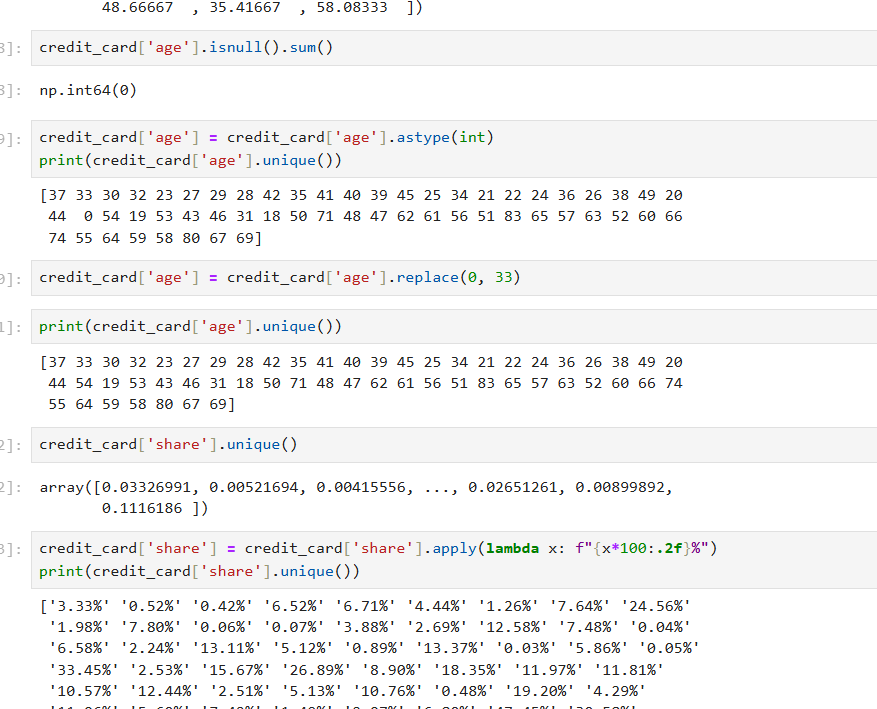 48.66667  , 35.41667  , 58.08333  ])
3]: credit_card['age'].isnull().sum()
3]: np.int64(0)
9]: credit_card['age'] = credit_card['age'].astype(int)
print(credit_card['age'].unique())
[37 33 30 32 23 27 29 28 42 35 41 40 39 45 25 34 21 22 24 36 26 38 49 20
44  0 54 19 53 43 46 31 18 50 71 48 47 62 61 56 51 83 65 57 63 52 60 66
74 55 64 59 58 80 67 69]
0]: credit_card['age'] = credit_card['age'].replace(0, 33)
1]: print(credit_card['age'].unique())
[37 33 30 32 23 27 29 28 42 35 41 40 39 45 25 34 21 22 24 36 26 38 49 20
44 54 19 53 43 46 31 18 50 71 48 47 62 61 56 51 83 65 57 63 52 60 66 74
55 64 59 58 80 67 69]
2]: credit_card['share'].unique()
2]: array([0.03326991, 0.00521694, 0.00415556, ..., 0.02651261, 0.00899892,
0.1116186 ])
3]: credit_card['share'] = credit_card['share'].apply(lambda x: f"{x*100:.2f}%")
print(credit_card['share'].unique())
['3.33%' '0.52%' '0.42%' '6.52%' '6.71%' '4.44%' '1.26%' '7.64%' '24.56%'
'1.98%' '7.80%' '0.06%' '0.07%' '3.88%' '2.69%' '12.58%' '7.48%' '0.04%'
'6.58%' '2.24%' '13.11%' '5.12%' '0.89%' '13.37%' '0.03%' '5.86%' '0.05%'
'33.45%' '2.53%' '15.67%' '26.89%' '8.90%' '18.35%' '11.97%' '11.81%'
'10.57%' '12.44%' '2.51%' '5.13%' '10.76%' '0.48%' '19.20%' '4.29%'